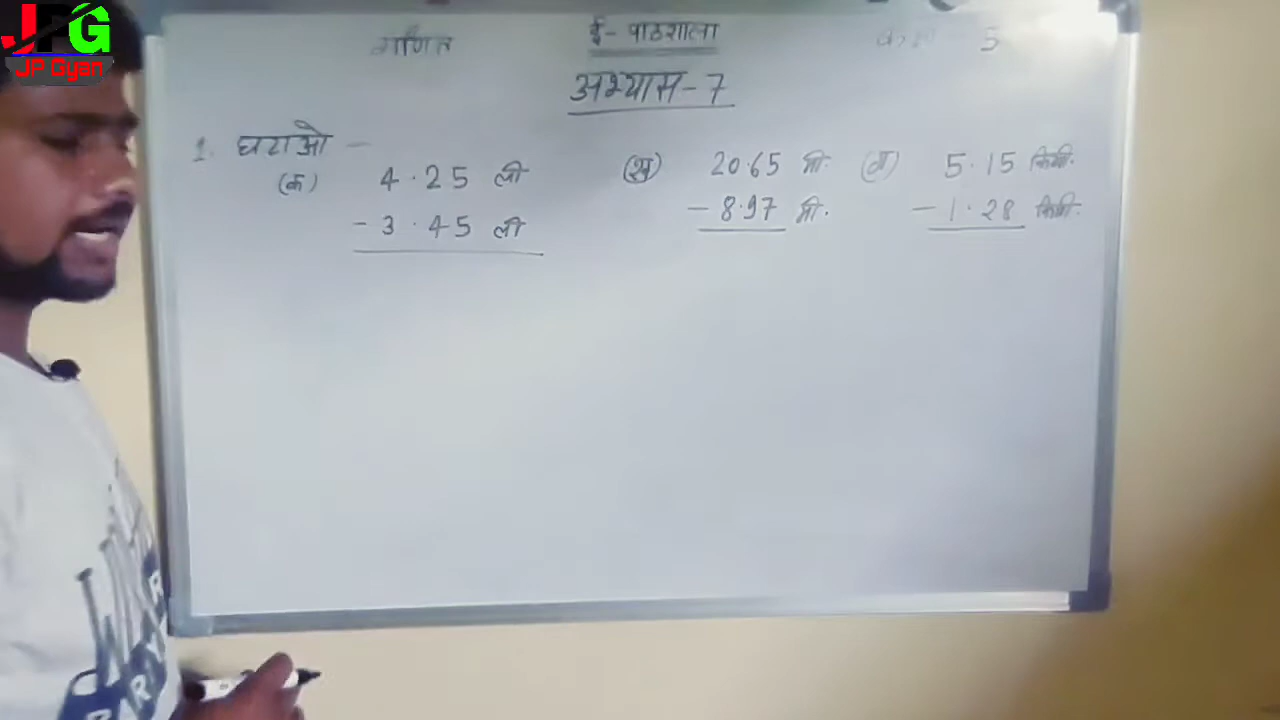 JPG
JP Gyan
गणित ई-पाठशाला कक्षा 5
अभ्यास-7
1. घटाओ -
(क) 4.25 ली (ख) 20.65 मी. (ग) 5.15 किमी.
- 3.45 ली - 8.97 मी. - 1.28 किमी.